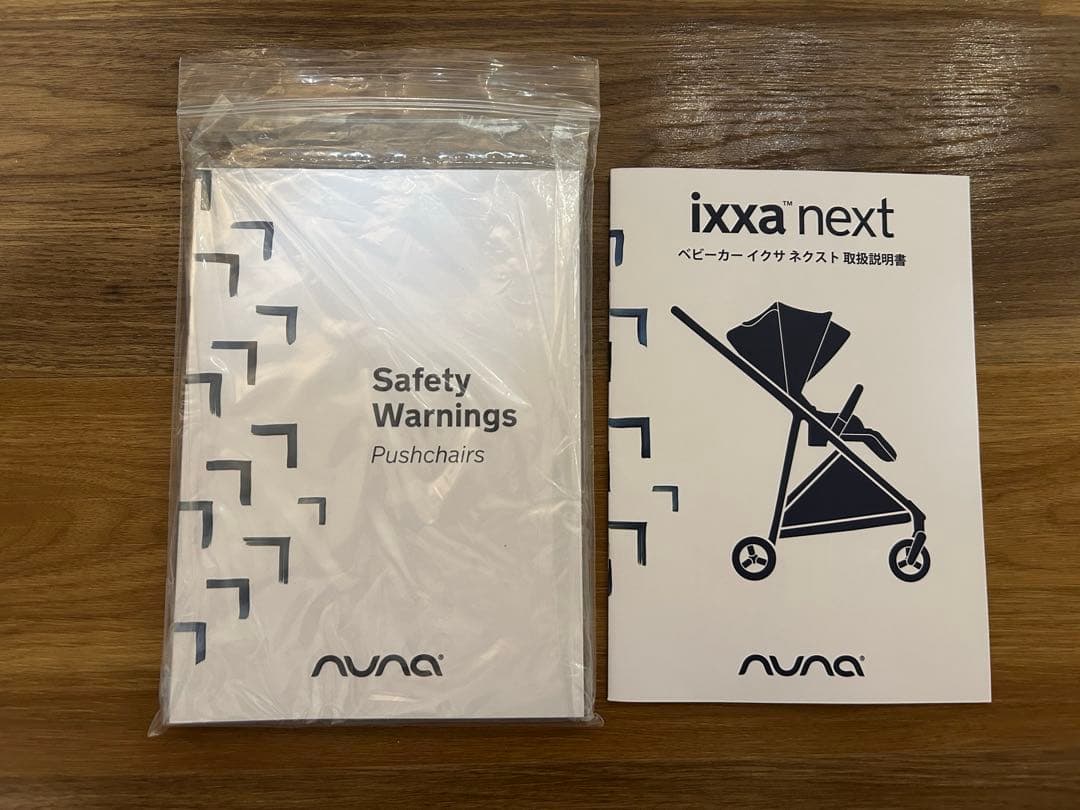 Safety
Warnings
Pushchairs
nuna®
ixxa™ next
ベビーカー イクサ ネクスト 取扱説明書
nuna®